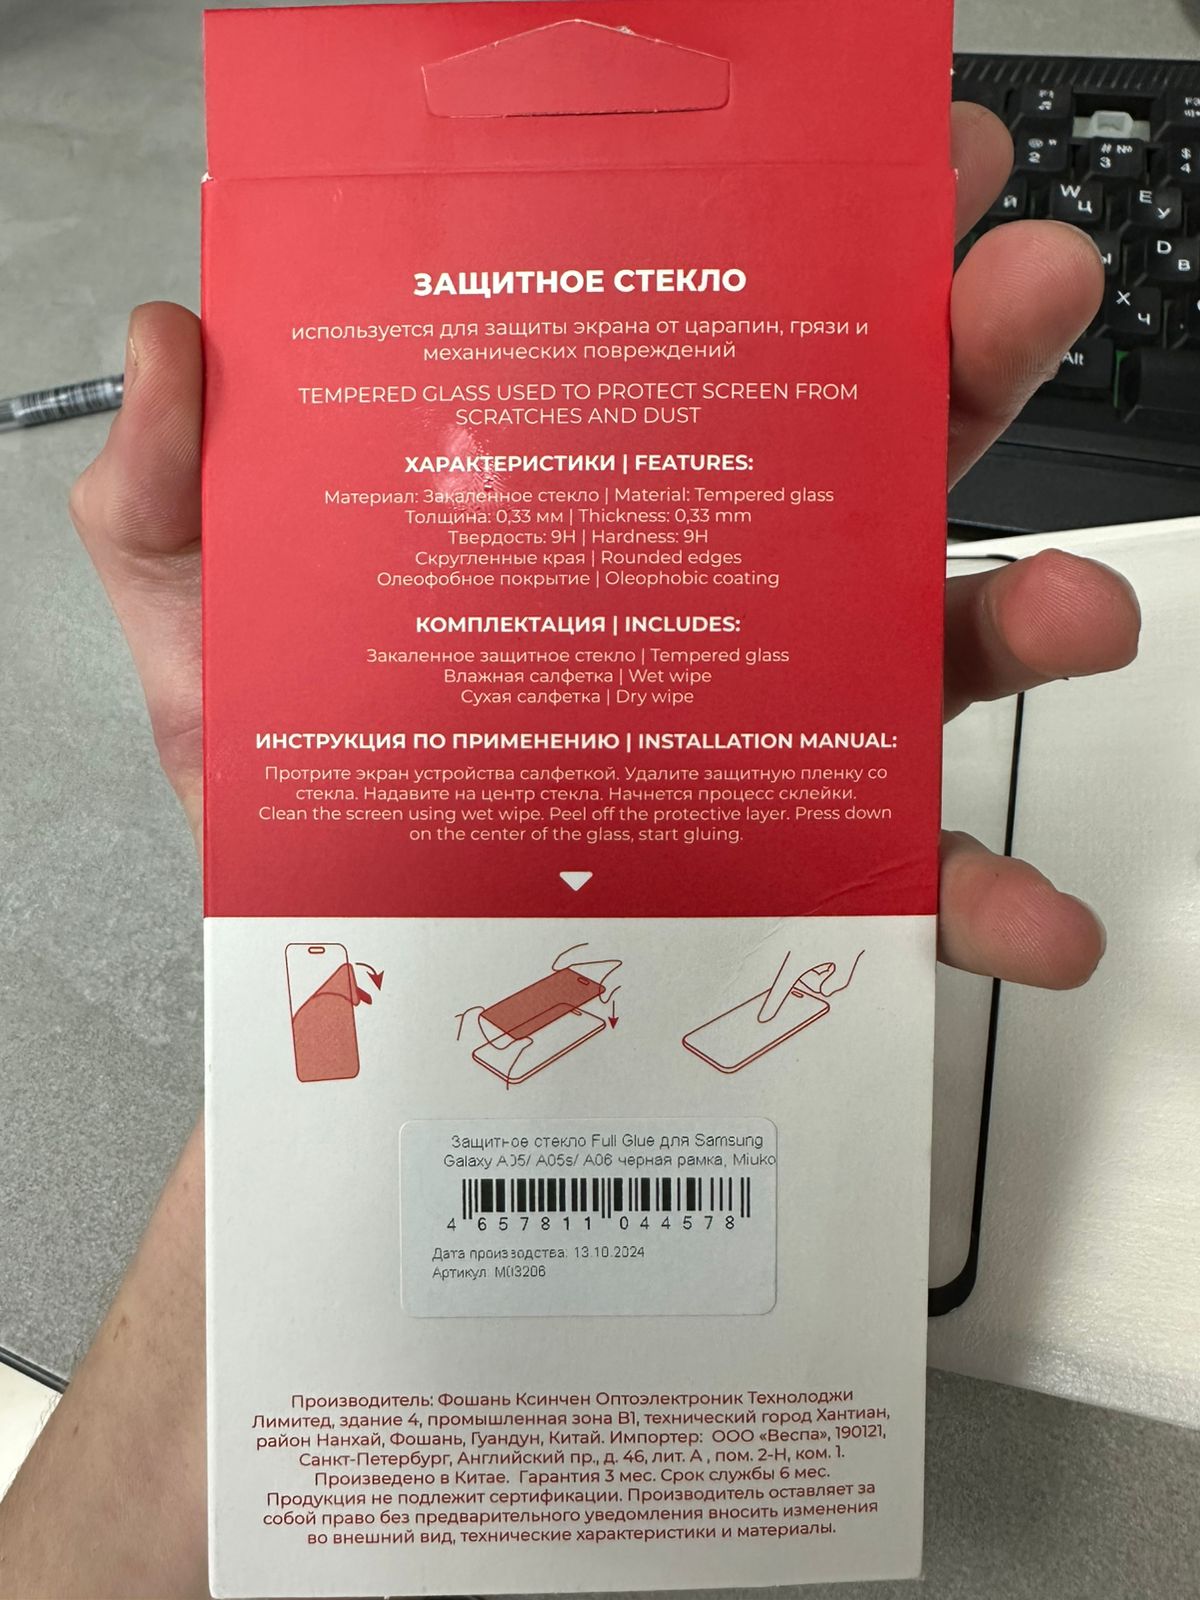 ЗАЩИТНОЕ СТЕКЛО
используется для защиты экрана от царапин, грязи и
механических повреждений
TEMPERED GLASS USED TO PROTECT SCREEN FROM
SCRATCHES AND DUST
ХАРАКТЕРИСТИКИ | FEATURES:
Материал: Закаленное стекло | Material: Tempered glass
Толщина: 0,33 мм | Thickness: 0,33 mm
Твердость: 9H | Hardness: 9H
Скругленные края | Rounded edges
Олеофобное покрытие | Oleophobic coating
КОМПЛЕКТАЦИЯ | INCLUDES:
Закаленное защитное стекло | Tempered glass
Влажная салфетка | Wet wipe
Сухая салфетка | Dry wipe
ИНСТРУКЦИЯ ПО ПРИМЕНЕНИЮ | INSTALLATION MANUAL:
Протрите экран устройства салфеткой. Удалите защитную пленку со
стекла. Надавите на центр стекла. Начнется процесс склейки.
Clean the screen using wet wipe. Peel off the protective layer. Press down
on the center of the glass, start gluing.
Защитное стекло Full Glue для Samsung
Galaxy A05/ A05s/ A06 черная рамка, Miuko
4 657811 044578
Дата производства: 13.10.2024
Артикул: M03206
Производитель: Фошань Ксинчен Оптоэлектроник Технолоджи
Лимитед, здание 4, промышленная зона B1, технический город Хантиан,
район Нанхай, Фошань, Гуандун, Китай. Импортер: ООО «Веспа», 190121,
Санкт-Петербург, Английский пр., д. 46, лит. А , пом. 2-Н, ком. 1.
Произведено в Китае. Гарантия 3 мес. Срок службы 6 мес.
Продукция не подлежит сертификации. Производитель оставляет за
собой право без предварительного уведомления вносить изменения
во внешний вид, технические характеристики и материалы.
F1
F3
2
# №
3
$
4
Й
W Ц
E У
Ы
D В
X Ч
Alt